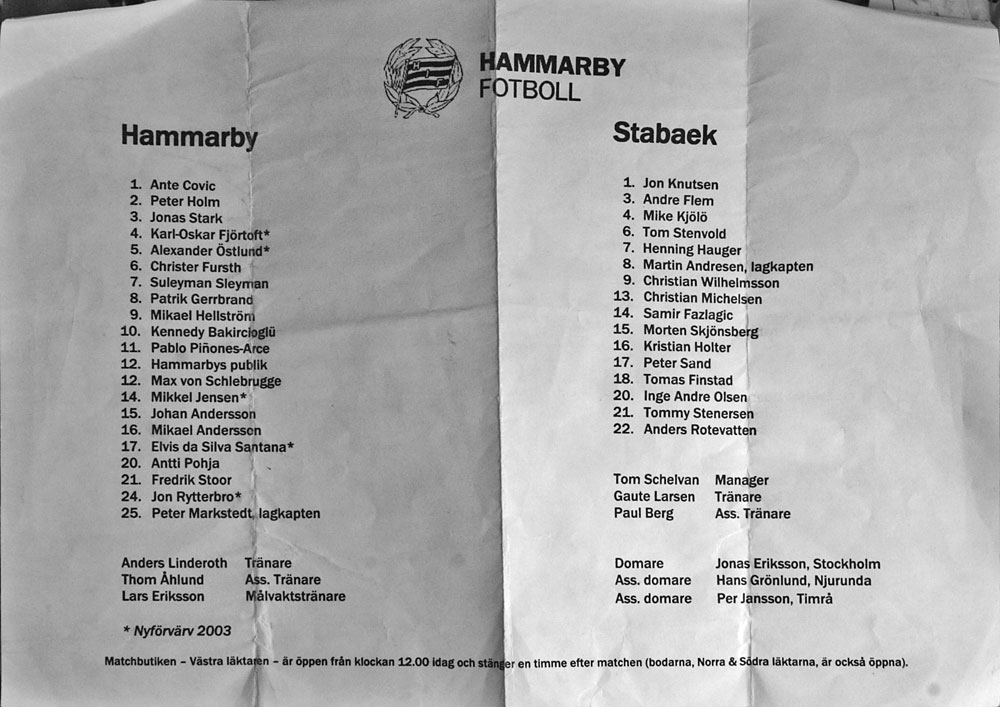 HIF
HAMMARBY
FOTBOLL
Hammarby
1. Ante Covic
2. Peter Holm
3. Jonas Stark
4. Karl-Oskar Fjörtoft*
5. Alexander Östlund*
6. Christer Fursth
7. Suleyman Sleyman
8. Patrik Gerrbrand
9. Mikael Hellström
10. Kennedy Bakircioglü
11. Pablo Piñones-Arce
12. Hammarbys publik
12. Max von Schlebrugge
14. Mikkel Jensen*
15. Johan Andersson
16. Mikael Andersson
17. Elvis da Silva Santana*
20. Antti Pohja
21. Fredrik Stoor
24. Jon Rytterbro*
25. Peter Markstedt, lagkapten
Anders Linderoth Tränare
Thom Åhlund Ass. Tränare
Lars Eriksson Målvaktstränare
* Nyförvärv 2003
Stabaek
1. Jon Knutsen
3. Andre Flem
4. Mike Kjölö
6. Tom Stenvold
7. Henning Hauger
8. Martin Andresen, lagkapten
9. Christian Wilhelmsson
13. Christian Michelsen
14. Samir Fazlagic
15. Morten Skjönsberg
16. Kristian Holter
17. Peter Sand
18. Tomas Finstad
20. Inge Andre Olsen
21. Tommy Stenersen
22. Anders Rotevatten
Tom Schelvan Manager
Gaute Larsen Tränare
Paul Berg Ass. Tränare
Domare Jonas Eriksson, Stockholm
Ass. domare Hans Grönlund, Njurunda
Ass. domare Per Jansson, Timrå
Matchbutiken – Västra läktaren – är öppen från klockan 12.00 idag och stänger en timme efter matchen (bodarna, Norra & Södra läktarna, är också öppna).